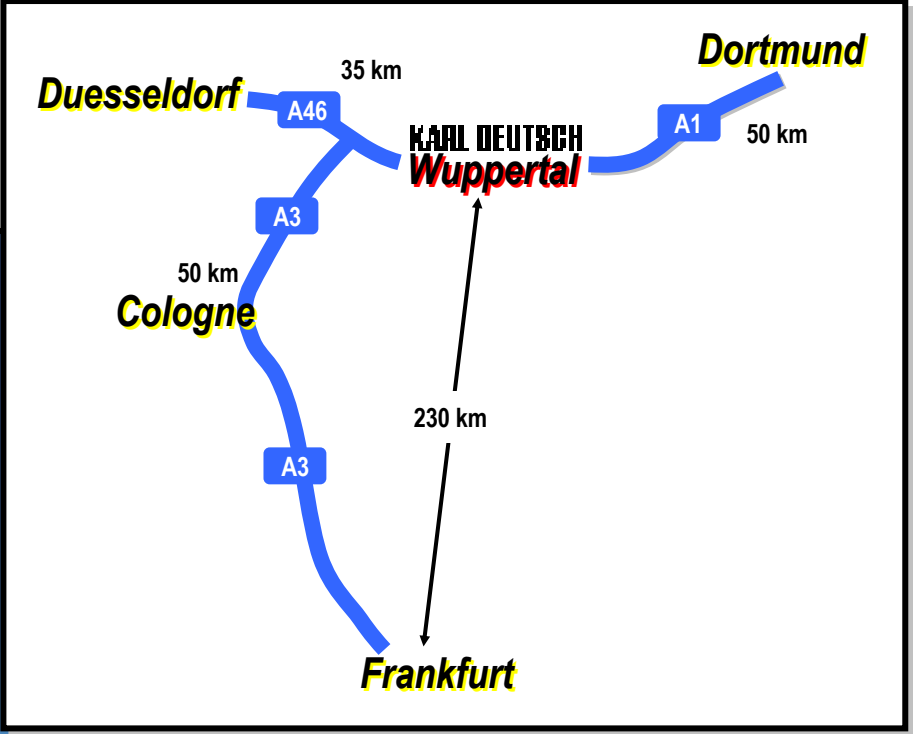 Dortmund
35 km
Duesseldorf
A46
A1
50 km
KARL DEUTSCH
Wuppertal
A3
50 km
Cologne
230 km
A3
Frankfurt